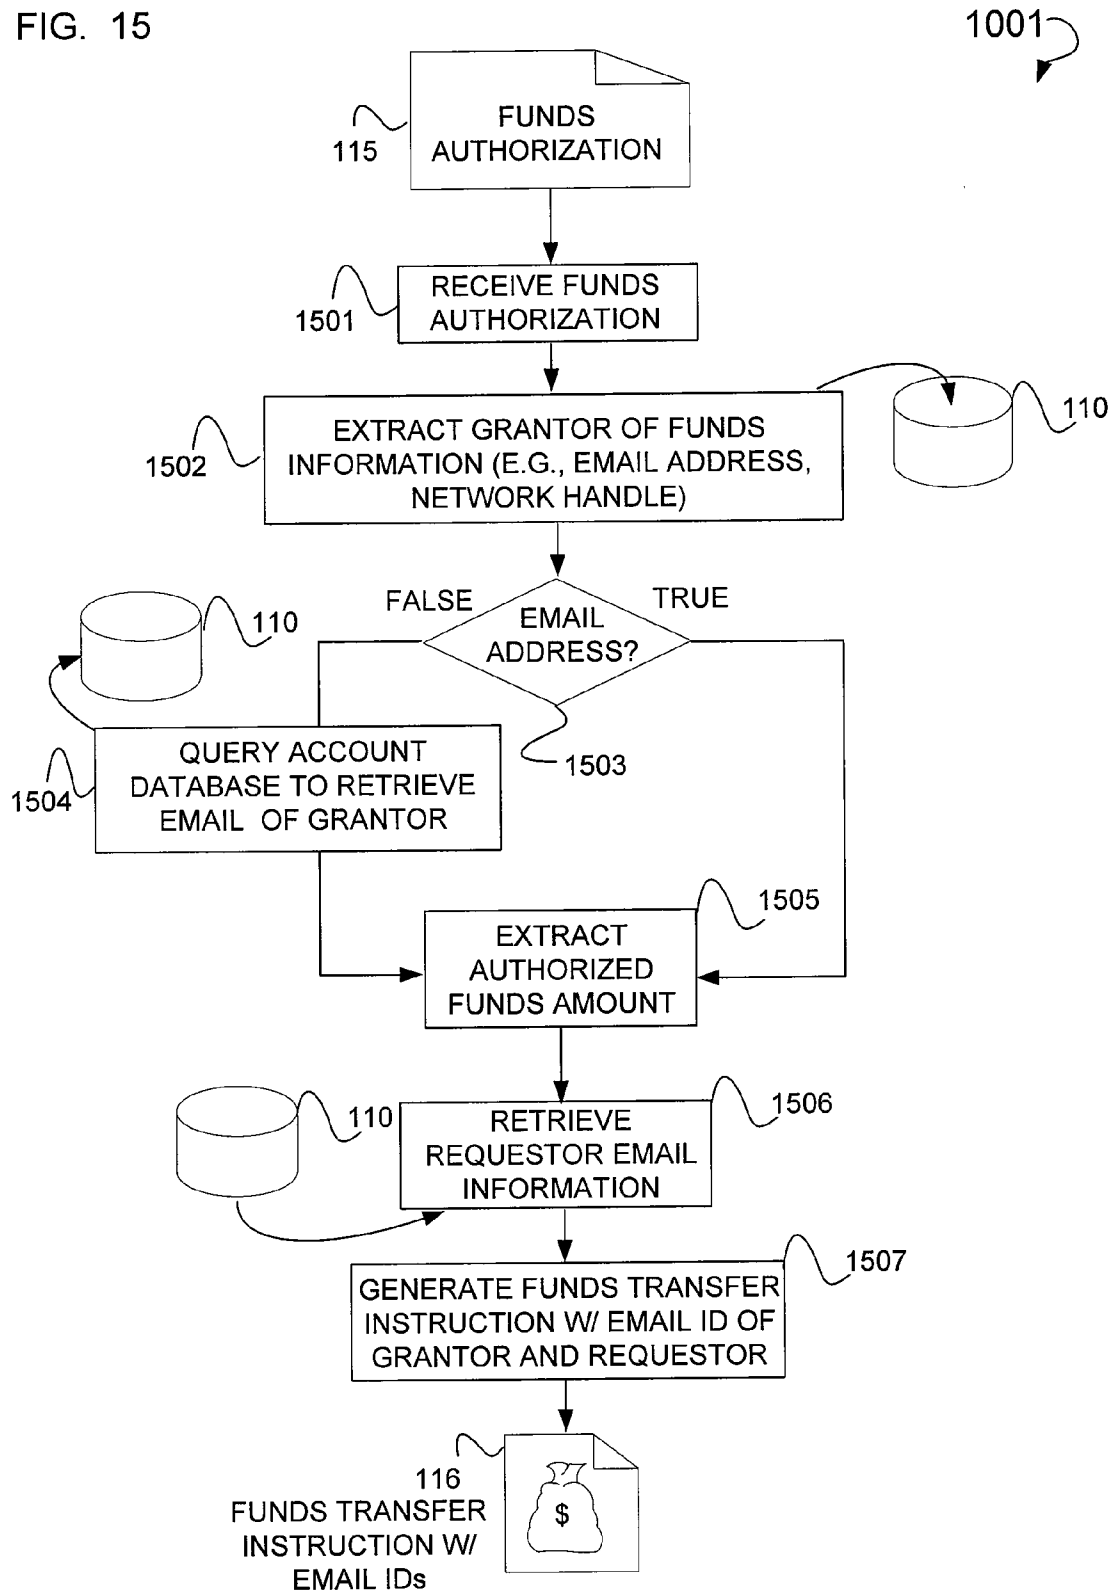 FIG. 15
1001
FUNDS
AUTHORIZATION
115
RECEIVE FUNDS
AUTHORIZATION
1501
EXTRACT GRANTOR OF FUNDS
INFORMATION (E.G., EMAIL ADDRESS,
NETWORK HANDLE)
1502
110
FALSE
TRUE
EMAIL
ADDRESS?
110
1503
QUERY ACCOUNT
DATABASE TO RETRIEVE
EMAIL OF GRANTOR
1504
1505
EXTRACT
AUTHORIZED
FUNDS AMOUNT
110
1506
RETRIEVE
REQUESTOR EMAIL
INFORMATION
1507
GENERATE FUNDS TRANSFER
INSTRUCTION W/ EMAIL ID OF
GRANTOR AND REQUESTOR
116
FUNDS TRANSFER
INSTRUCTION W/
EMAIL IDs
$